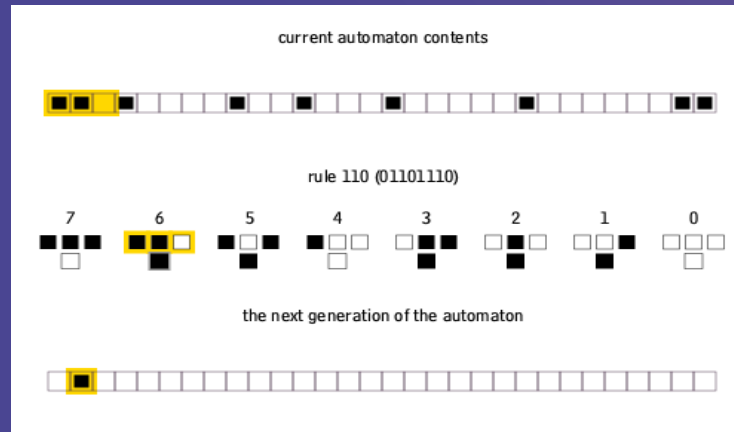 current automaton contents
rule 110 (01101110)
7 6 5 4 3 2 1 0
the next generation of the automaton